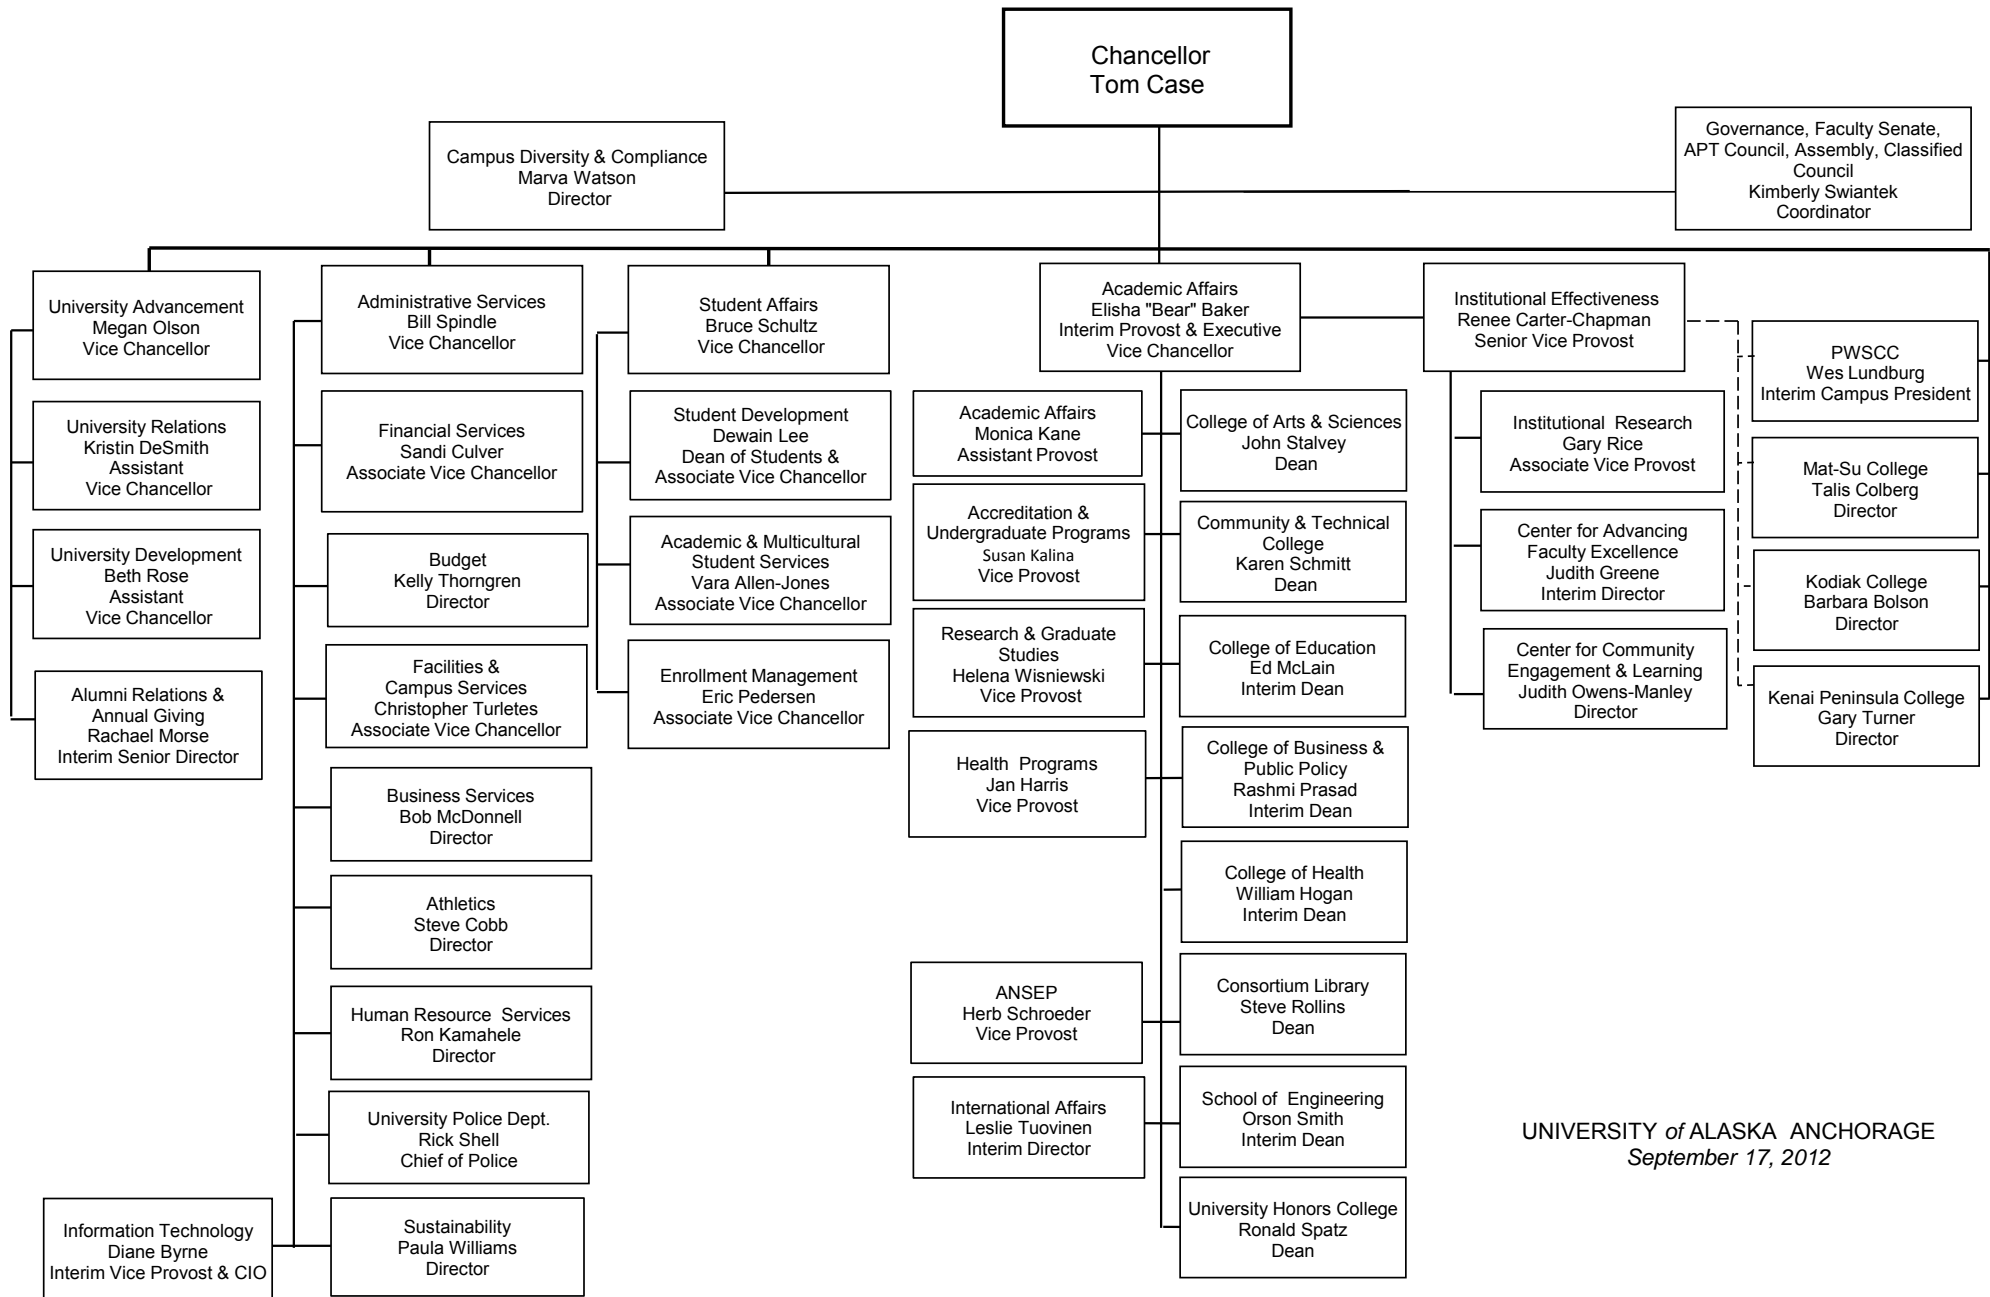 Chancellor
Tom Case
Campus Diversity & Compliance
Marva Watson
Director
Governance, Faculty Senate,
APT Council, Assembly, Classified
Council
Kimberly Swiantek
Coordinator
University Advancement
Megan Olson
Vice Chancellor
University Relations
Kristin DeSmith
Assistant
Vice Chancellor
University Development
Beth Rose
Assistant
Vice Chancellor
Alumni Relations &
Annual Giving
Rachael Morse
Interim Senior Director
Administrative Services
Bill Spindle
Vice Chancellor
Financial Services
Sandi Culver
Associate Vice Chancellor
Budget
Kelly Thorngren
Director
Facilities &
Campus Services
Christopher Turletes
Associate Vice Chancellor
Business Services
Bob McDonnell
Director
Athletics
Steve Cobb
Director
Human Resource Services
Ron Kamahele
Director
University Police Dept.
Rick Shell
Chief of Police
Information Technology
Diane Byrne
Interim Vice Provost & CIO
Sustainability
Paula Williams
Director
Student Affairs
Bruce Schultz
Vice Chancellor
Student Development
Dewain Lee
Dean of Students &
Associate Vice Chancellor
Academic & Multicultural
Student Services
Vara Allen-Jones
Associate Vice Chancellor
Enrollment Management
Eric Pedersen
Associate Vice Chancellor
Academic Affairs
Elisha "Bear" Baker
Interim Provost & Executive
Vice Chancellor
Academic Affairs
Monica Kane
Assistant Provost
Accreditation &
Undergraduate Programs
Susan Kalina
Vice Provost
Research & Graduate
Studies
Helena Wisniewski
Vice Provost
Health Programs
Jan Harris
Vice Provost
ANSEP
Herb Schroeder
Vice Provost
International Affairs
Leslie Tuovinen
Interim Director
College of Arts & Sciences
John Stalvey
Dean
Community & Technical
College
Karen Schmitt
Dean
College of Education
Ed McLain
Interim Dean
College of Business &
Public Policy
Rashmi Prasad
Interim Dean
College of Health
William Hogan
Interim Dean
Consortium Library
Steve Rollins
Dean
School of Engineering
Orson Smith
Interim Dean
University Honors College
Ronald Spatz
Dean
Institutional Effectiveness
Renee Carter-Chapman
Senior Vice Provost
Institutional Research
Gary Rice
Associate Vice Provost
Center for Advancing
Faculty Excellence
Judith Greene
Interim Director
Center for Community
Engagement & Learning
Judith Owens-Manley
Director
PWSCC
Wes Lundburg
Interim Campus President
Mat-Su College
Talis Colberg
Director
Kodiak College
Barbara Bolson
Director
Kenai Peninsula College
Gary Turner
Director
UNIVERSITY of ALASKA ANCHORAGE
September 17, 2012